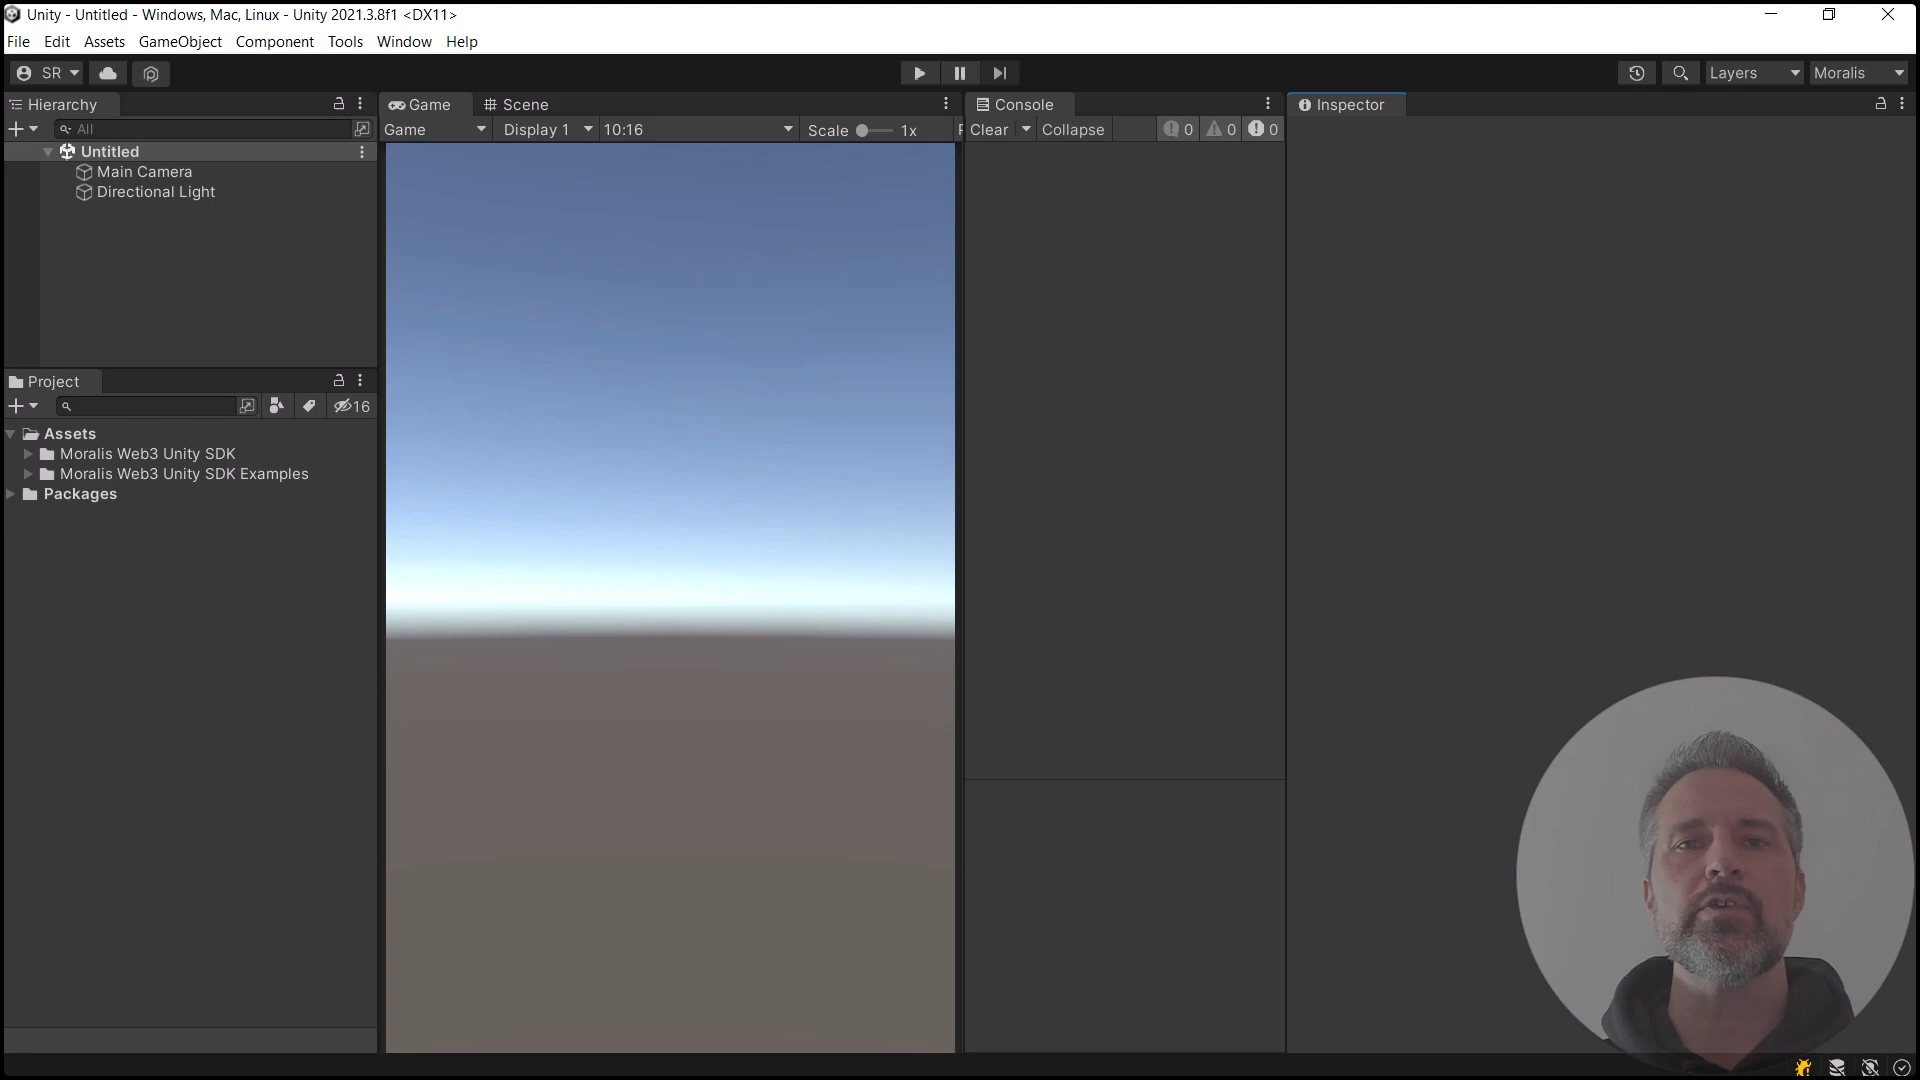 Unity - Untitled - Windows, Mac, Linux - Unity 2021.3.8f1 <DX11>
File Edit Assets GameObject Component Tools Window Help
SR Layers Moralis
Hierarchy
All
Untitled
Main Camera
Directional Light
Project
16
Assets
Moralis Web3 Unity SDK
Moralis Web3 Unity SDK Examples
Packages
Game Scene
Game Display 1 10:16 Scale 1x
Console
Clear Collapse 0 0 0
Inspector